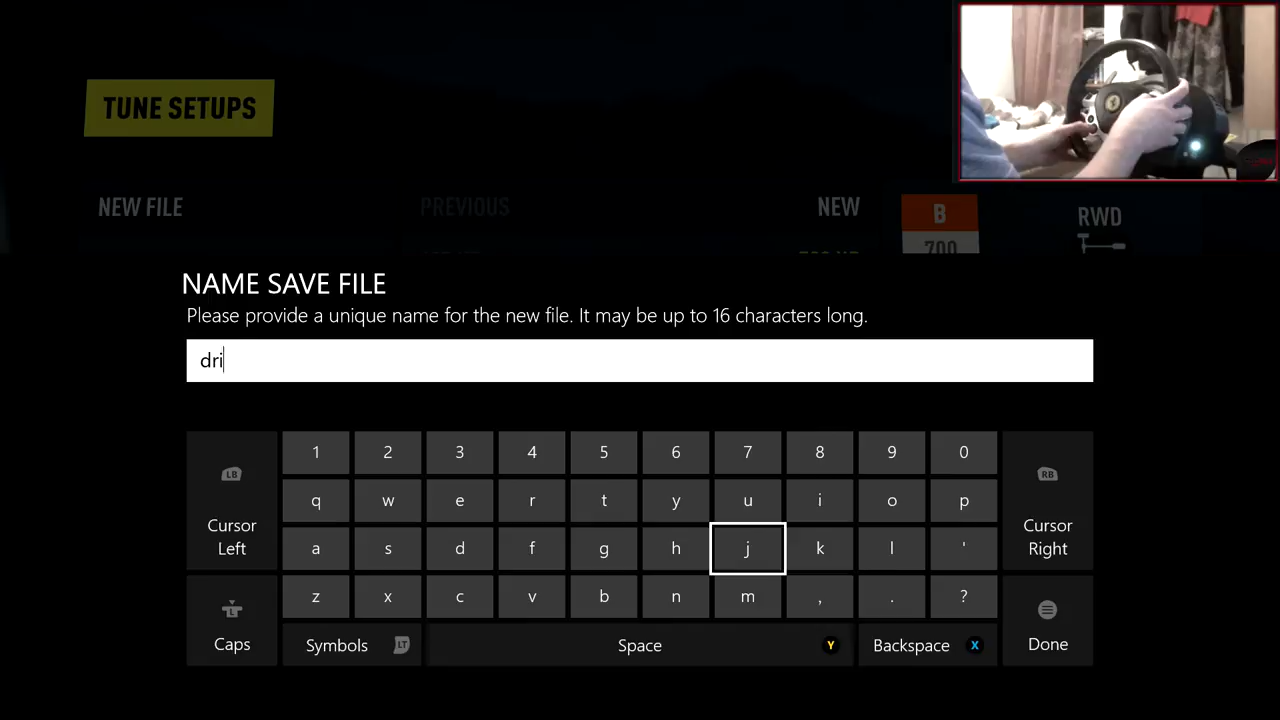 TUNE SETUPS
NEW FILE PREVIOUS NEW B RWD
700
NAME SAVE FILE
Please provide a unique name for the new file. It may be up to 16 characters long.
dri
1 2 3 4 5 6 7 8 9 0
LB RB
q w e r t y u i o p
Cursor Left
Cursor Right
a s d f g h j k l '
z x c v b n m , . ?
L
Caps Symbols LT Space Y Backspace X Done